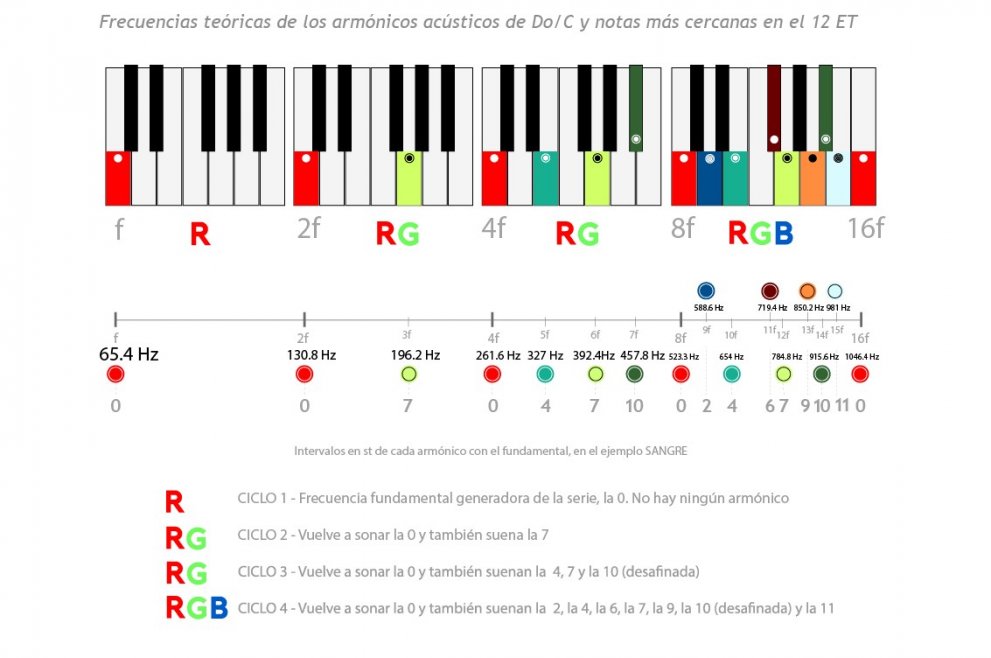 Frecuencias teóricas de los armónicos acústicos de Do/C y notas más cercanas en el 12 ET
f R 2f RG 4f RG 8f RGB 16f
588.6 Hz 719.4 Hz 850.2 Hz 981 Hz
f 2f 3f 4f 5f 6f 7f 8f 9f 10f 11f 12f 13f 14f 15f 16f
65.4 Hz 130.8 Hz 196.2 Hz 261.6 Hz 327 Hz 392.4Hz 457.8 Hz 523.3 Hz 654 Hz 784.8 Hz 915.6 Hz 1046.4 Hz
0 0 7 0 4 7 10 0 2 4 6 7 9 10 11 0
Intervalos en st de cada armónico con el fundamental, en el ejemplo SANGRE
R CICLO 1 - Frecuencia fundamental generadora de la serie, la 0. No hay ningún armónico
RG CICLO 2 - Vuelve a sonar la 0 y también suena la 7
RG CICLO 3 - Vuelve a sonar la 0 y también suenan la 4, 7 y la 10 (desafinada)
RGB CICLO 4 - Vuelve a sonar la 0 y también suenan la 2, la 4, la 6, la 7, la 9, la 10 (desafinada) y la 11